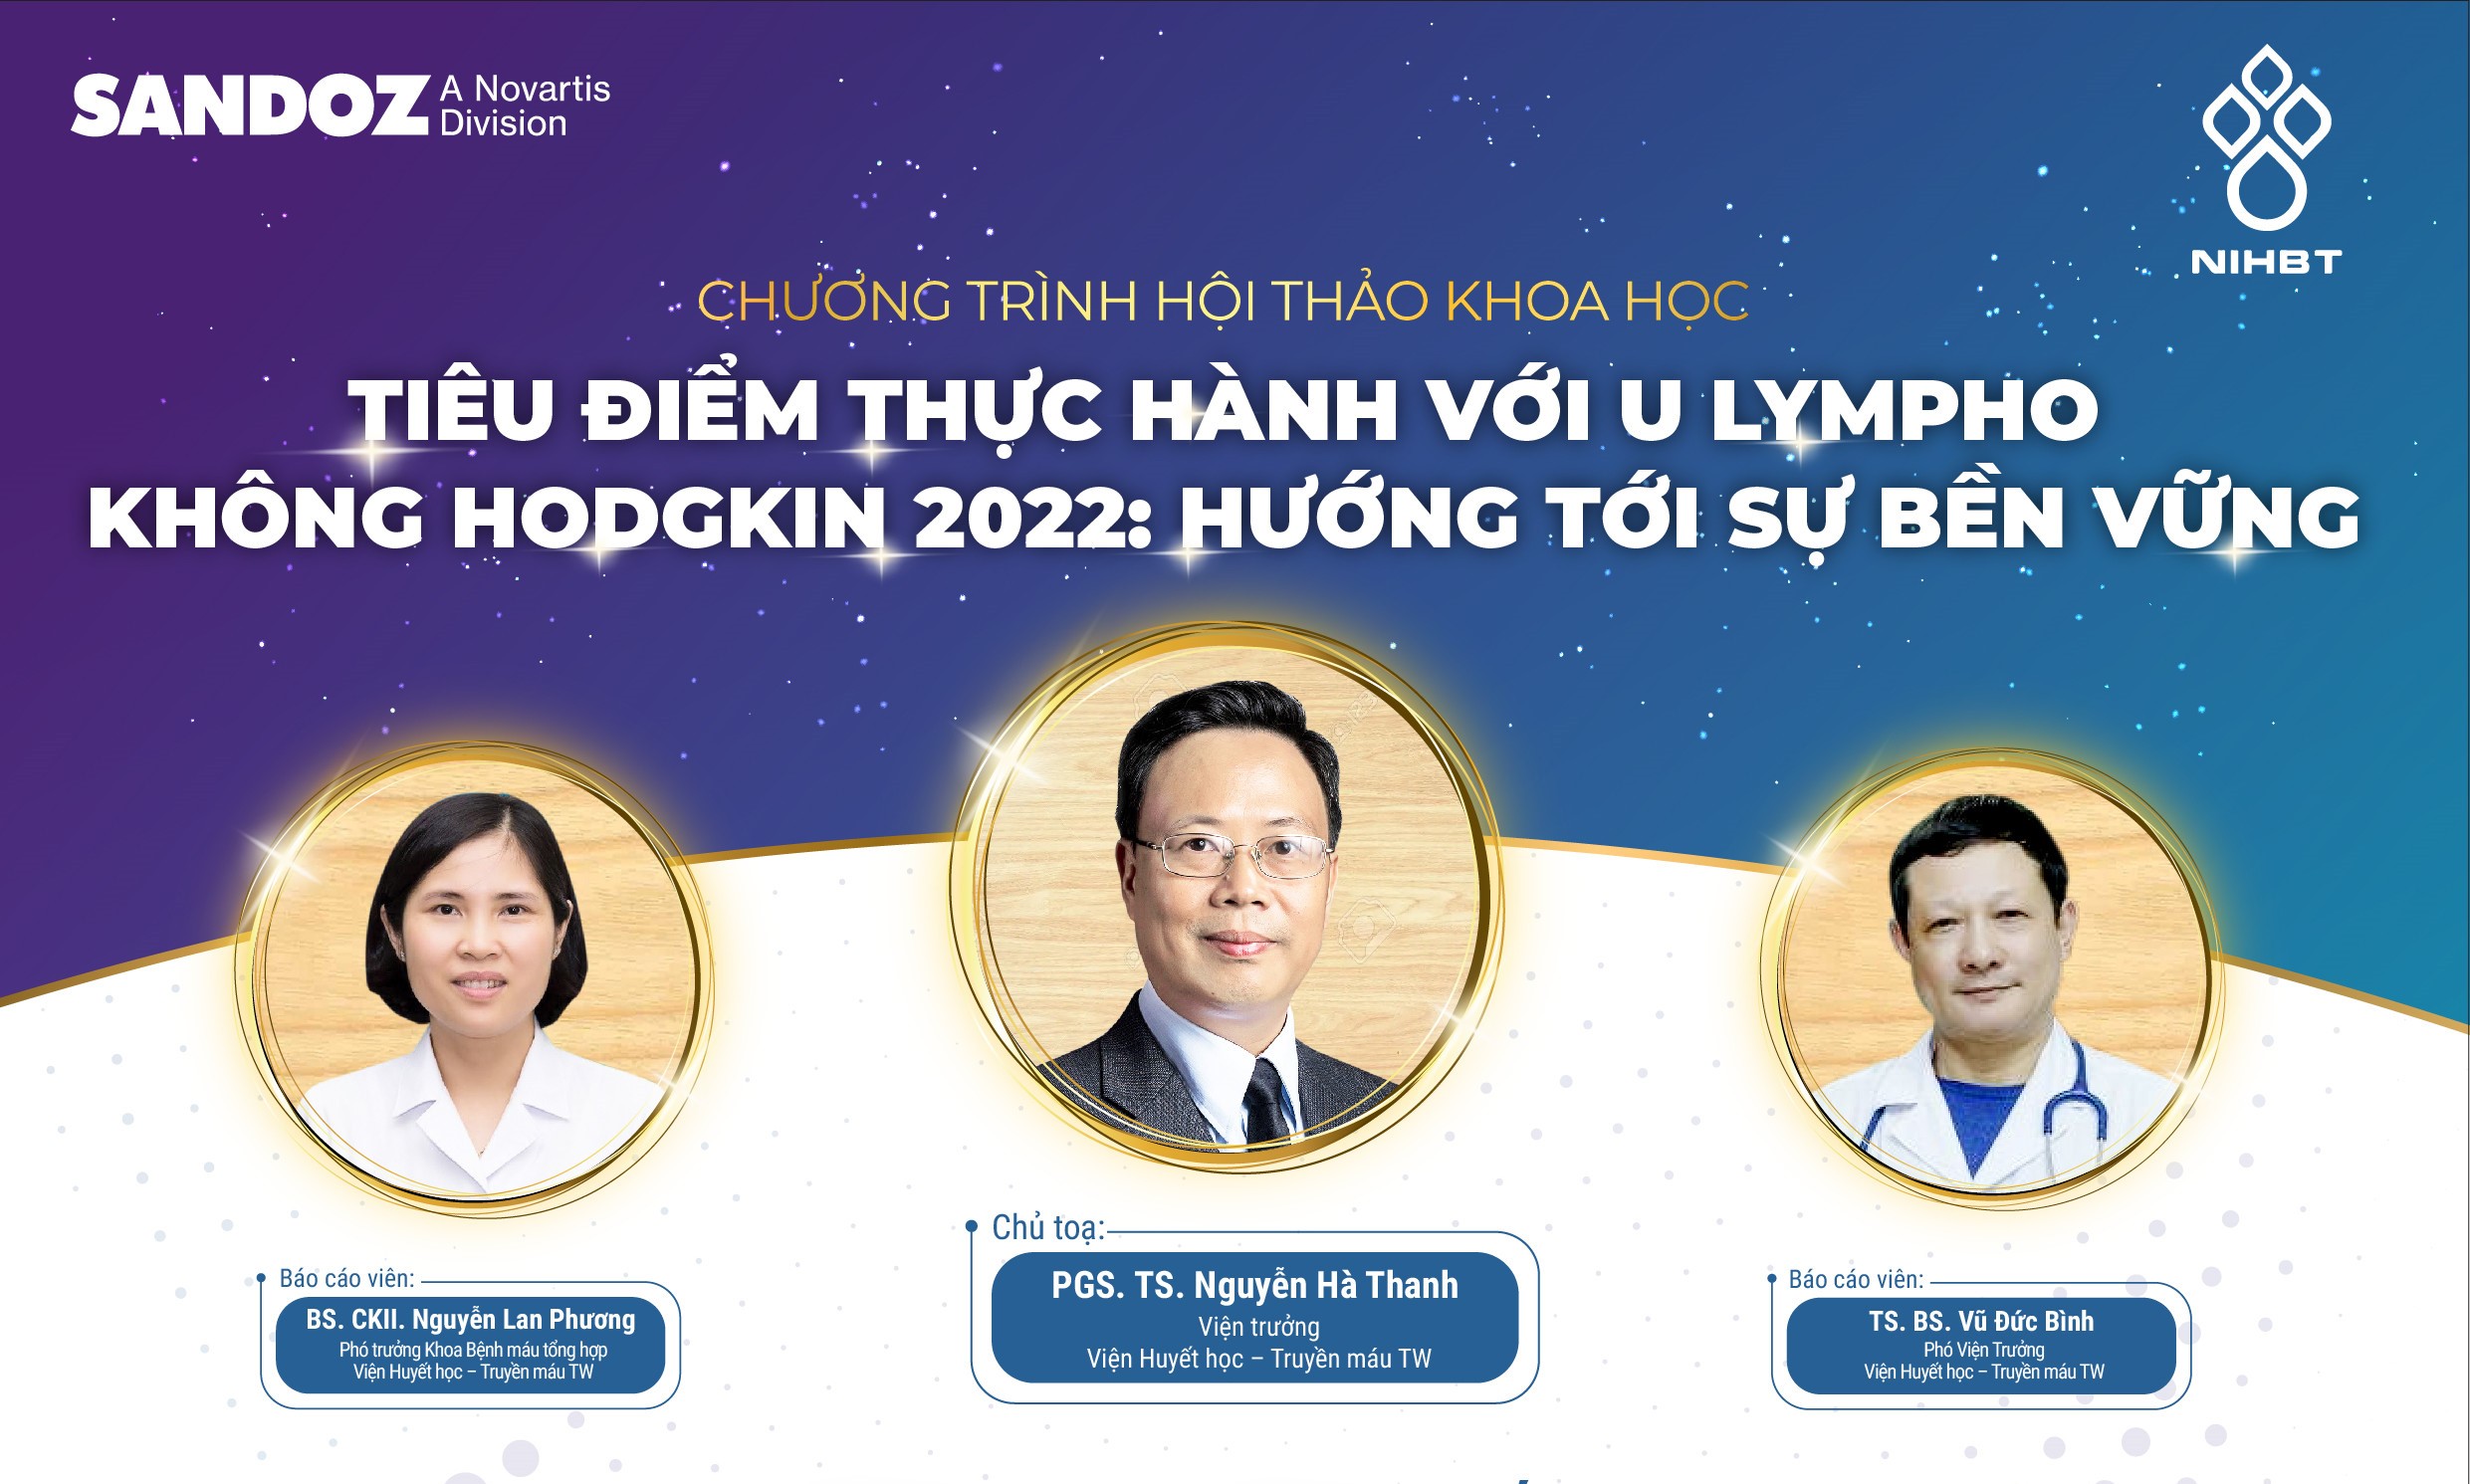 SANDOZ A Novartis
Division
NIHBT
CHƯƠNG TRÌNH HỘI THẢO KHOA HỌC
TIÊU ĐIỂM THỰC HÀNH VỚI U LYMPHO
KHÔNG HODGKIN 2022: HƯỚNG TỚI SỰ BỀN VỮNG
Báo cáo viên:
BS. CKII. Nguyễn Lan Phương
Phó trưởng Khoa Bệnh máu tổng hợp
Viện Huyết học – Truyền máu TW
Chủ toạ:
PGS. TS. Nguyễn Hà Thanh
Viện trưởng
Viện Huyết học – Truyền máu TW
Báo cáo viên:
TS. BS. Vũ Đức Bình
Phó Viện Trưởng
Viện Huyết học – Truyền máu TW